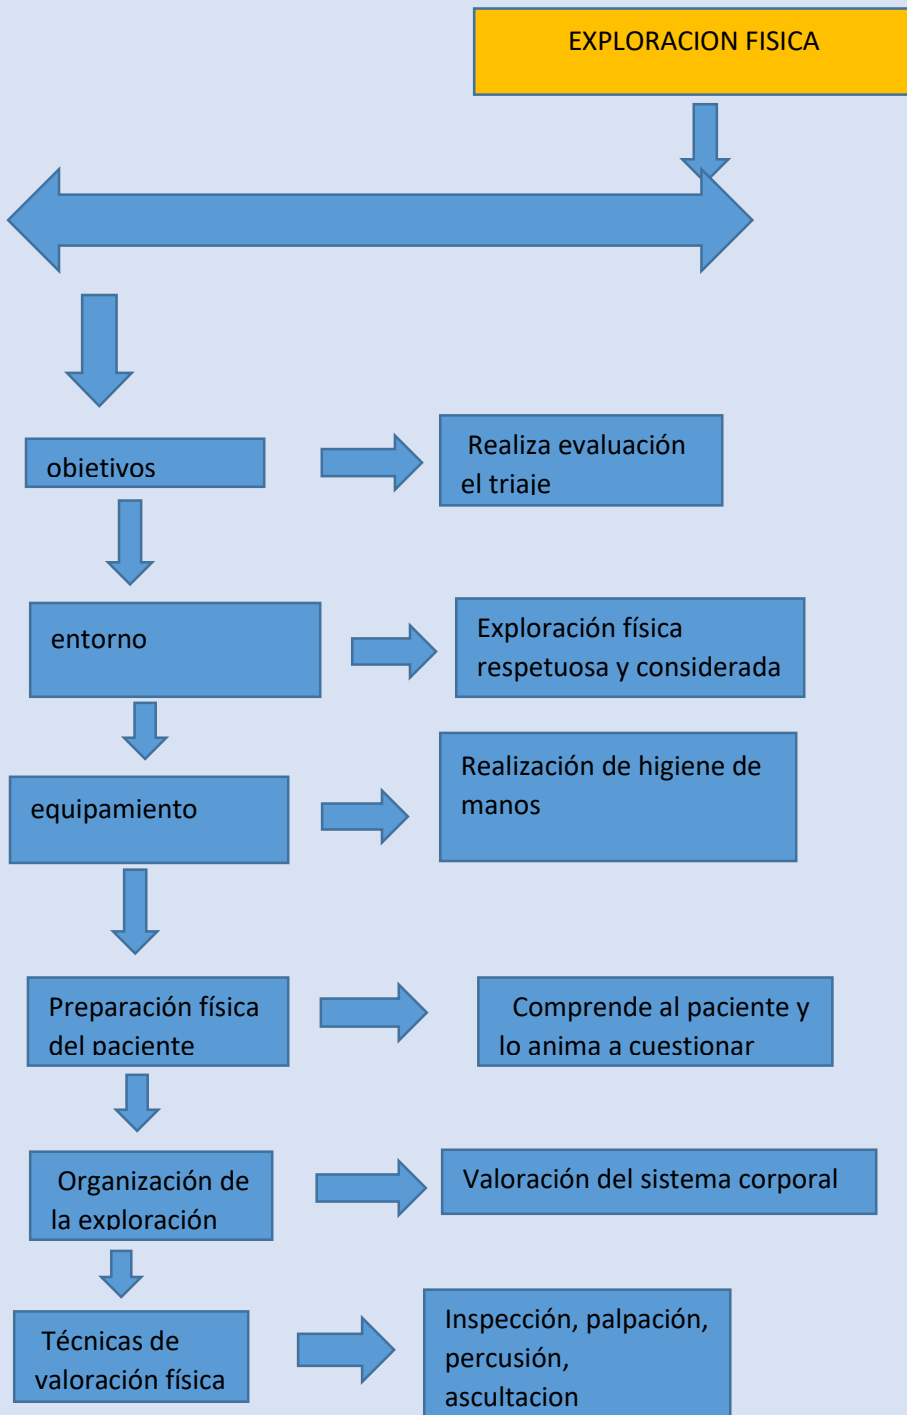 EXPLORACION FISICA
obietivos
Realiza evaluación
el triaje
entorno
Exploración física
respetuosa y considerada
equipamiento
Realización de higiene de
manos
Preparación física
del paciente
Comprende al paciente y
lo anima a cuestionar
Organización de
la exploración
Valoración del sistema corporal
Técnicas de
valoración física
Inspección, palpación,
percusión,
ascultacion